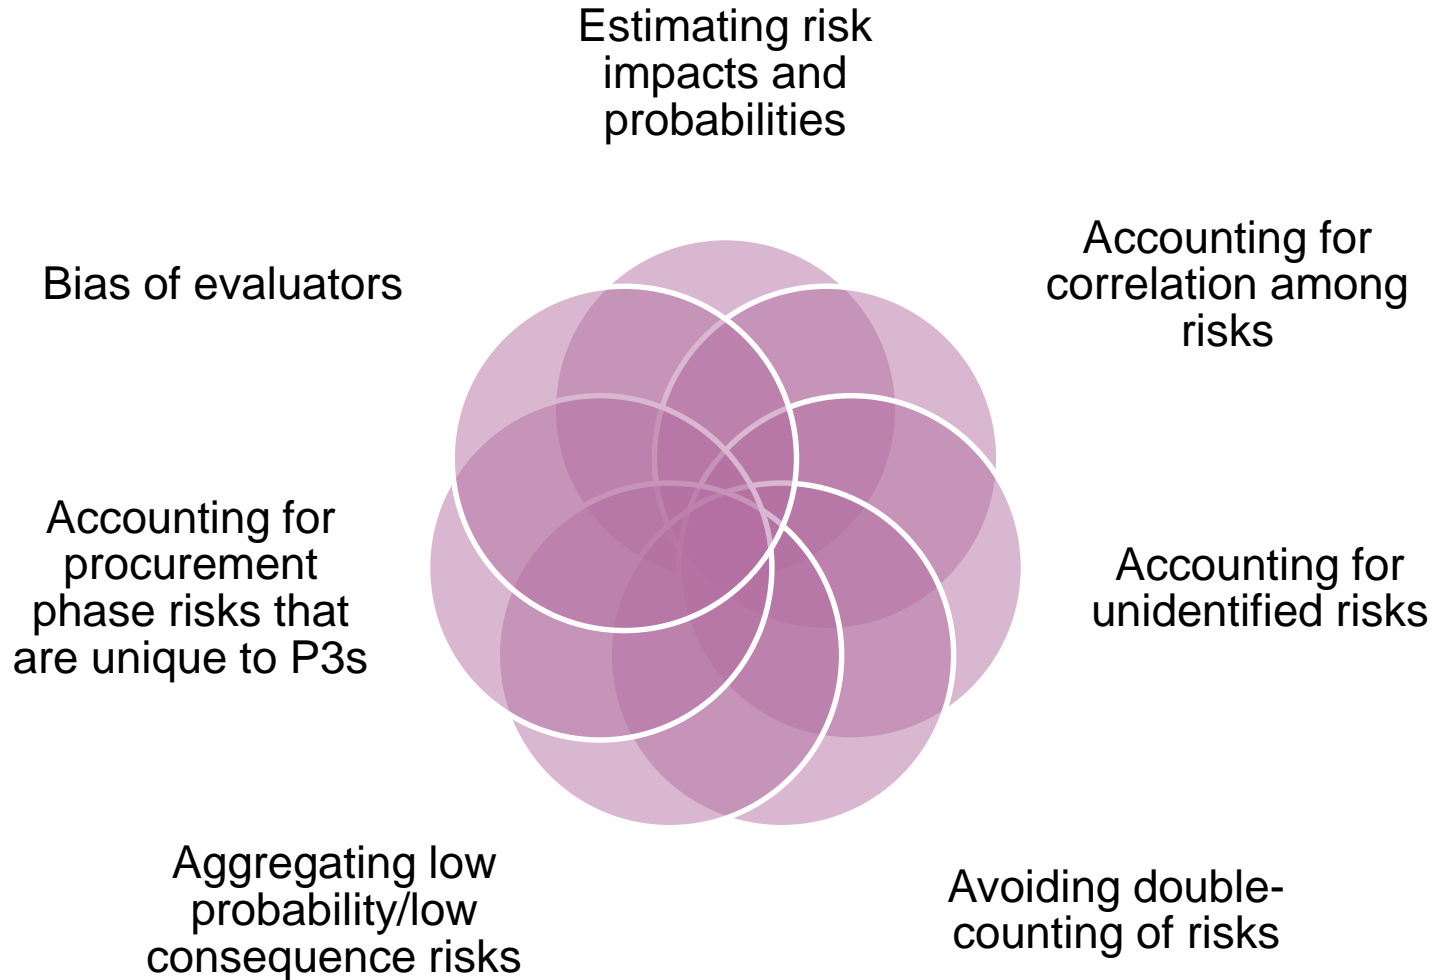 Estimating risk
impacts and
probabilities
Accounting for
correlation among
risks
Accounting for
unidentified risks
Avoiding double-
counting of risks
Aggregating low
probability/low
consequence risks
Accounting for
procurement
phase risks that
are unique to P3s
Bias of evaluators